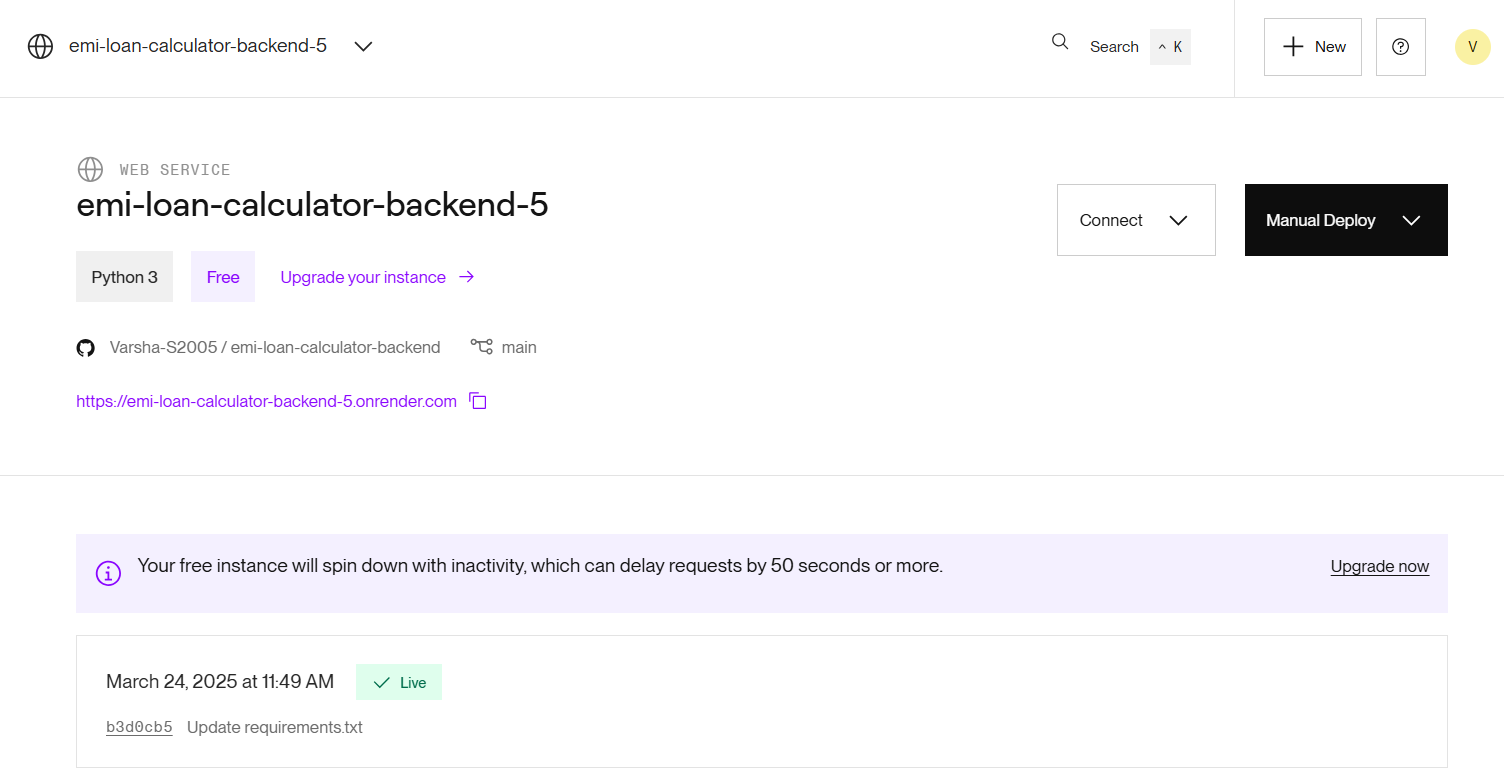 emi-loan-calculator-backend-5
Search ^ K
New
V
WEB SERVICE
emi-loan-calculator-backend-5
Connect
Manual Deploy
Python 3
Free
Upgrade your instance →
Varsha-S2005 / emi-loan-calculator-backend
main
https://emi-loan-calculator-backend-5.onrender.com
Your free instance will spin down with inactivity, which can delay requests by 50 seconds or more.
Upgrade now
March 24, 2025 at 11:49 AM
Live
b3d0cb5 Update requirements.txt